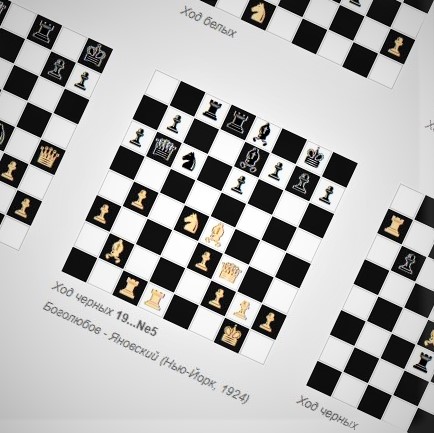 Ход белых
Ход черных 19...Ne5
Боголюбов - Яновский (Нью-Йорк, 1924)
Ход черных